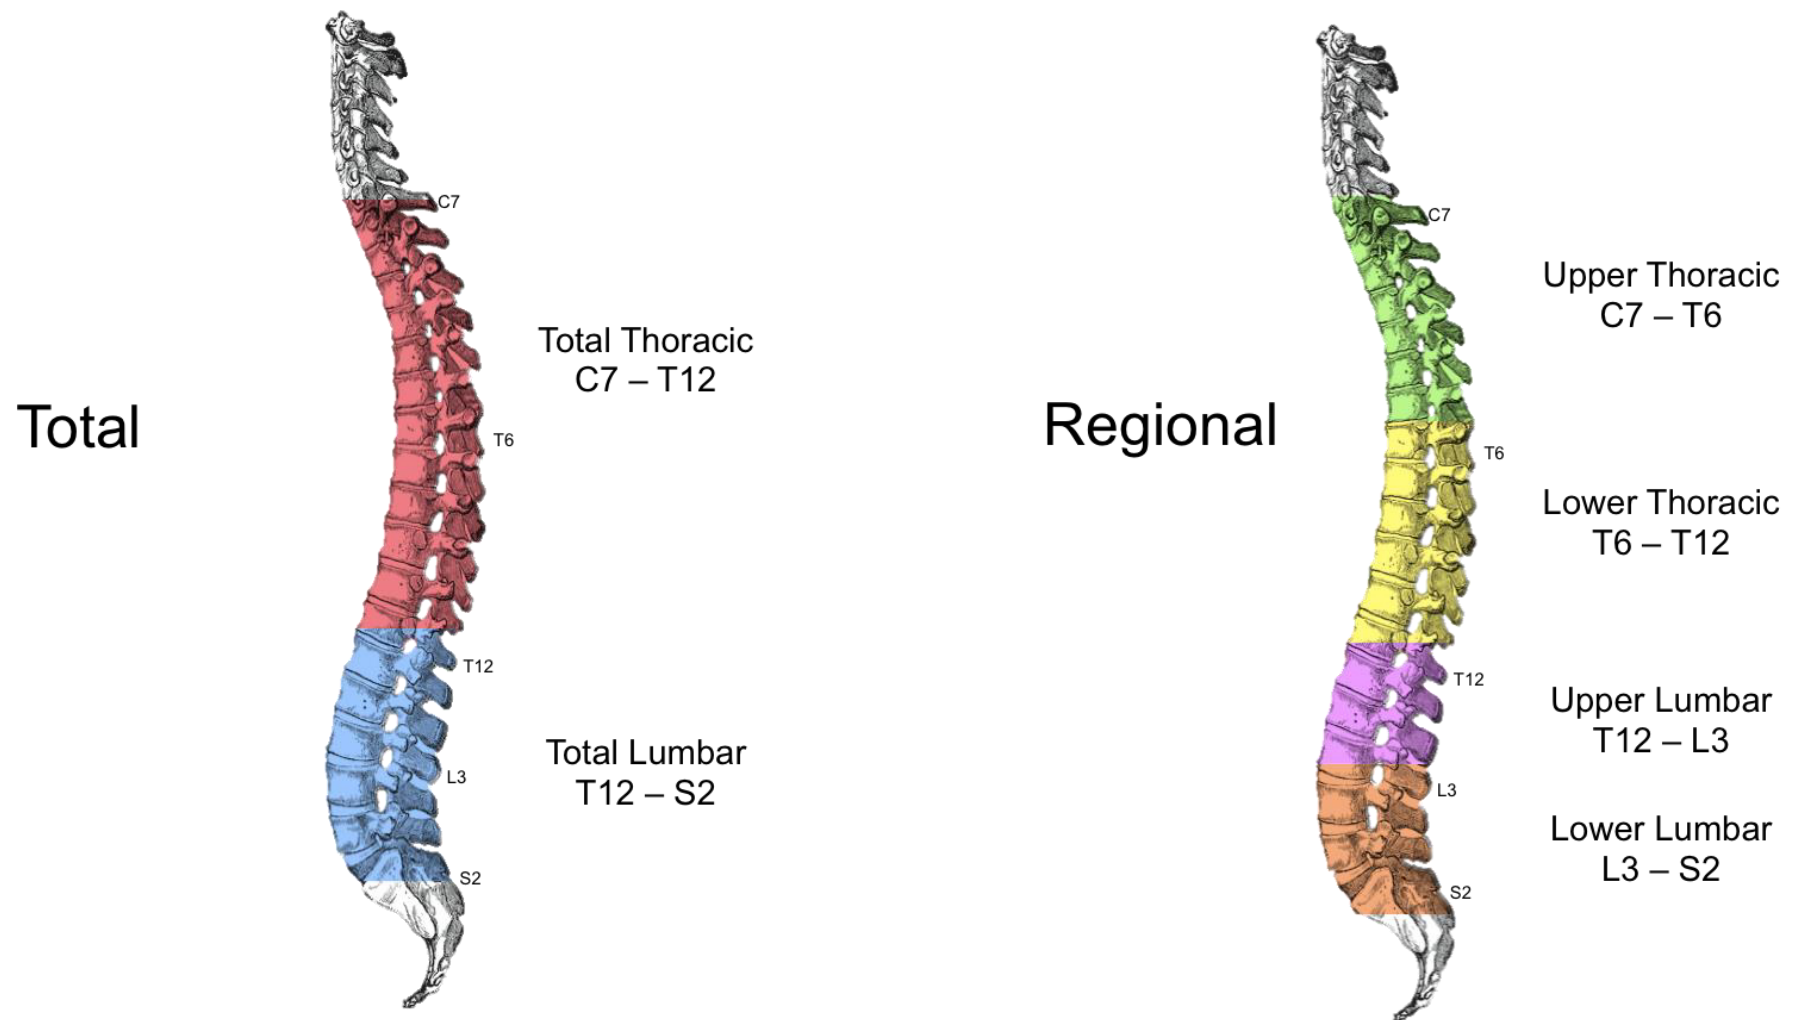 Total
C7
Total Thoracic
C7 – T12
T6
T12
Total Lumbar
T12 – S2
L3
S2
Regional
C7
Upper Thoracic
C7 – T6
T6
Lower Thoracic
T6 – T12
T12
Upper Lumbar
T12 – L3
L3
Lower Lumbar
L3 – S2
S2